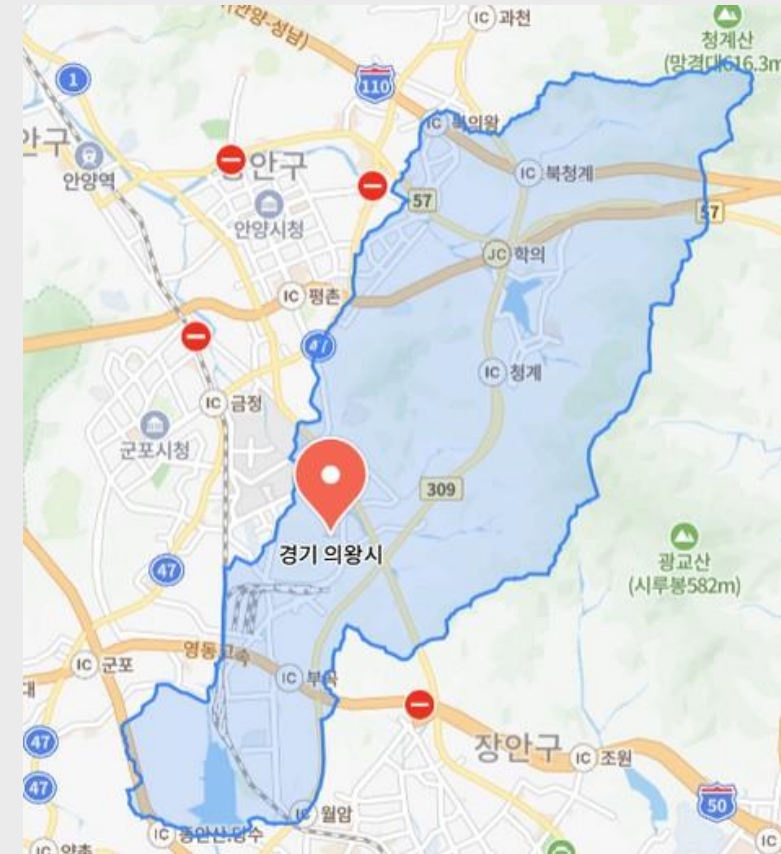 (안양-성남)
IC 과천
청계산
(망경대616.3m
1
110
IC 북의왕
안구
안양역
안구
IC 북청계
57
57
안양시청
JC 학의
IC 평촌
47
IC 청계
IC 금정
군포시청
309
경기 의왕시
광교산
(시루봉582m)
47
영동고속
IC 군포
IC 부곡
대
47
장안구
IC 조원
47
50
IC 월암
IC 동안산.당수
IC
IC